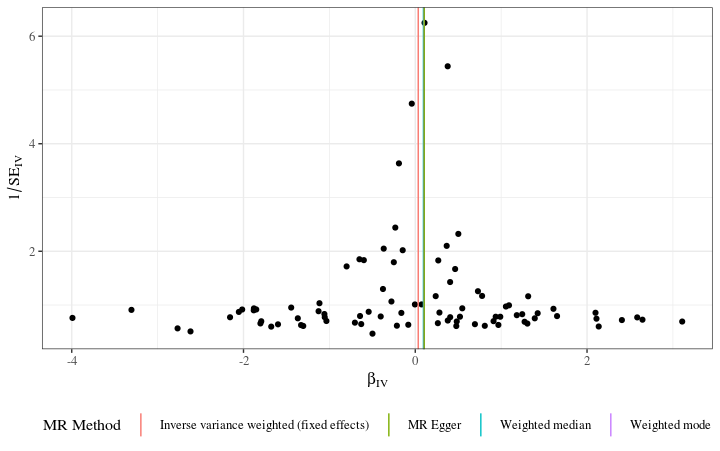 6
4
2
1/SE_IV
-4
-2
0
2
β_IV
MR Method
Inverse variance weighted (fixed effects)
MR Egger
Weighted median
Weighted mode